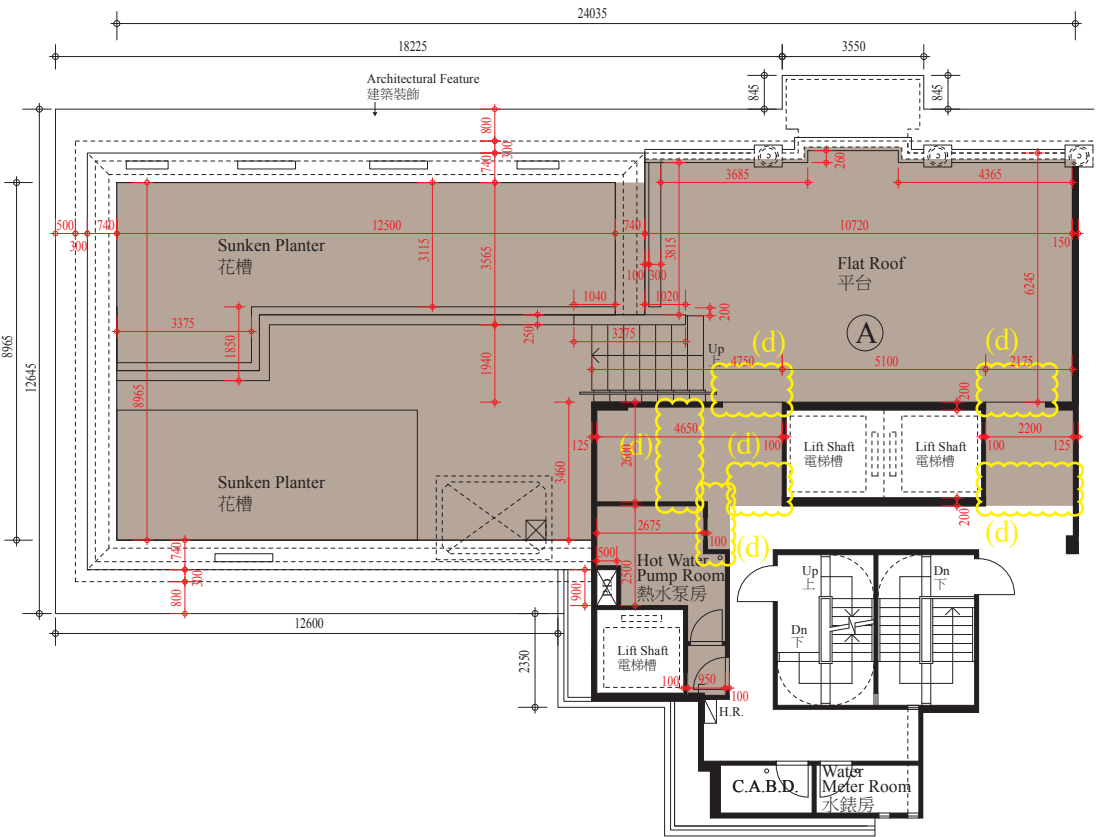 24035
18225
3550
Architectural Feature
建築裝飾
845
845
800
300
740
260
3685
4365
500
300
740
12500
740
10720
150
Sunken Planter
花槽
3115
3565
3815
100
300
Flat Roof
平台
6245
1040
1020
200
3375
1850
250
3275
A
8965
12645
8965
1940
Up
上
(d)
(d)
4750
5100
2175
200
125
4650
100
(d)
(d)
2600
3460
Lift Shaft
電梯槽
Lift Shaft
電梯槽
2200
100
125
Sunken Planter
花槽
200
(d)
2675
100
(d)
740
300
800
500
2500
900
Hot Water
Pump Room
熱水泵房
P.D.
Up
上
Dn
下
Dn
下
12600
2350
Lift Shaft
電梯槽
100
950
100
H.R.
C.A.B.D.
Water
Meter Room
水錶房